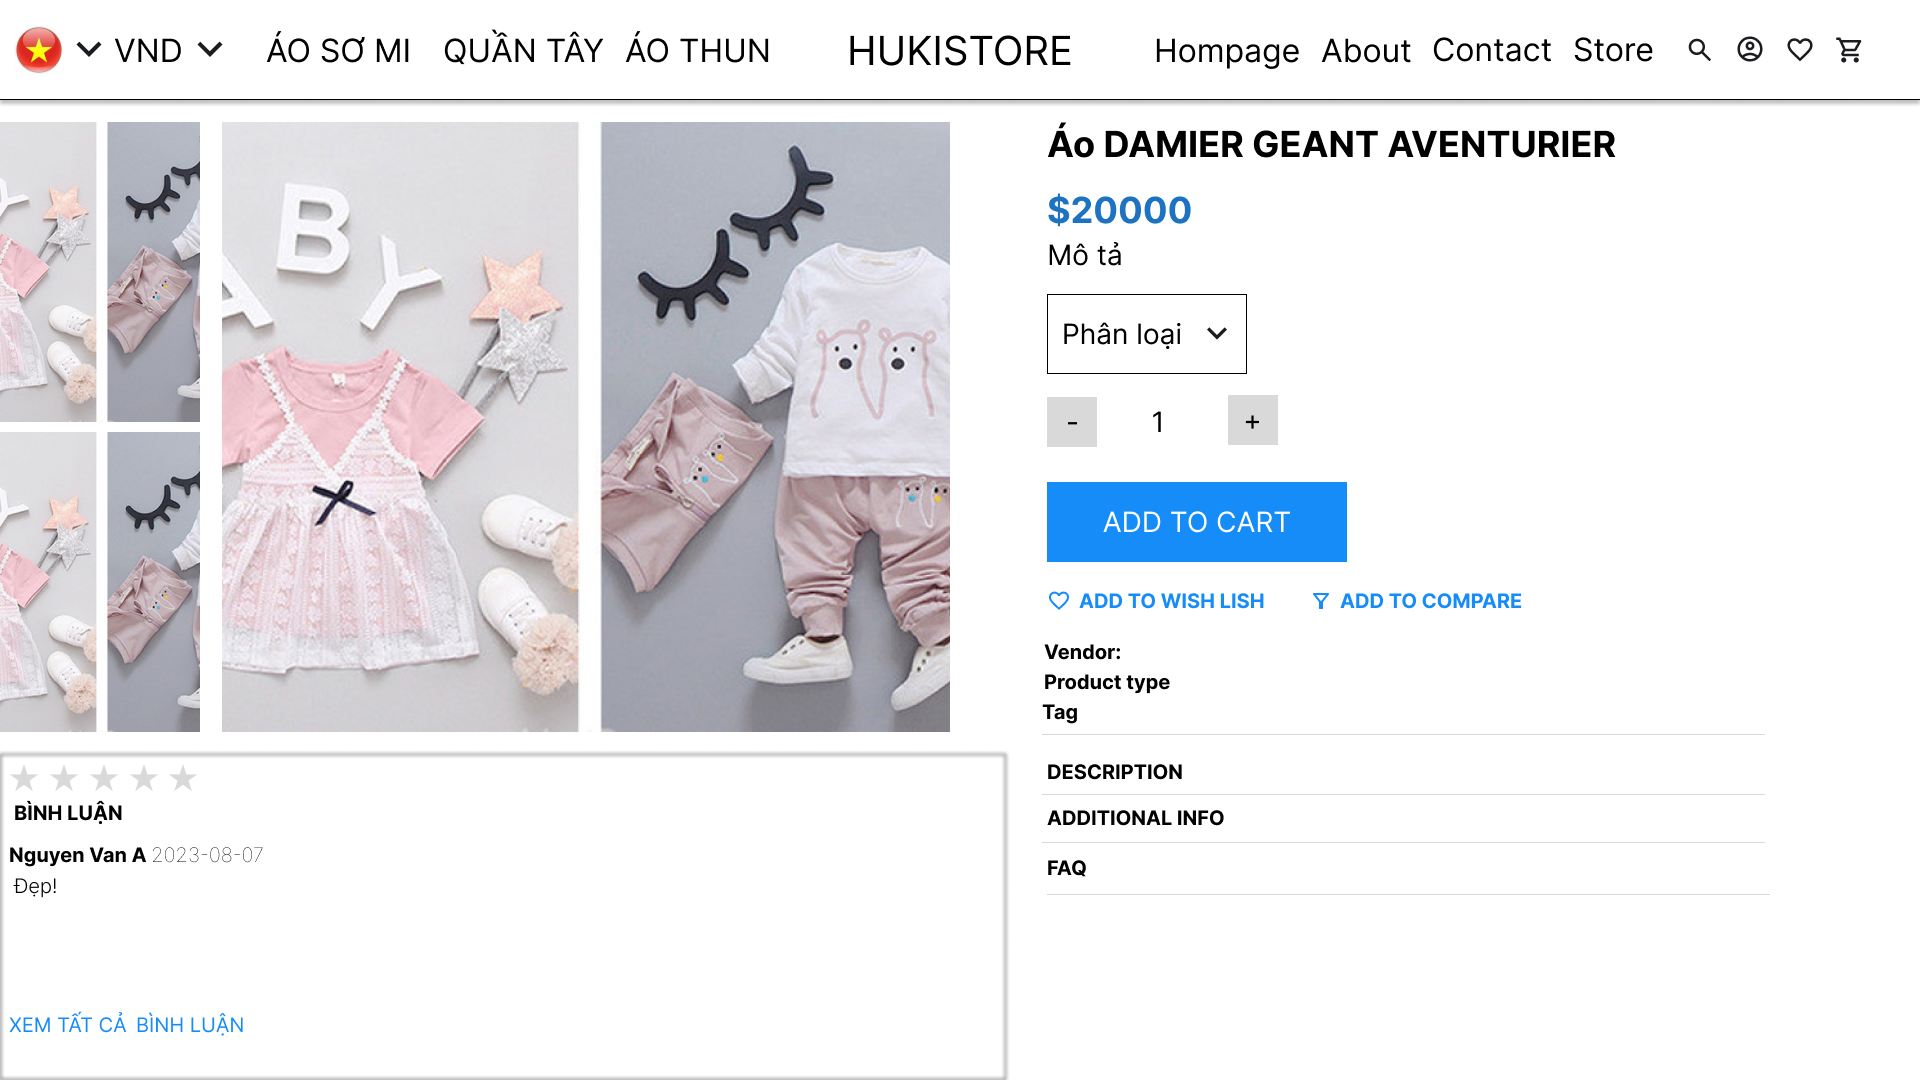 VND ÁO SƠ MI QUẦN TÂY ÁO THUN HUKISTORE Hompage About Contact Store
BABY
Áo DAMIER GEANT AVENTURIER
$20000
Mô tả
Phân loại
- 1 +
ADD TO CART
ADD TO WISH LISH ADD TO COMPARE
Vendor:
Product type
Tag
DESCRIPTION
ADDITIONAL INFO
FAQ
BÌNH LUẬN
Nguyen Van A 2023-08-07
Đẹp!
XEM TẤT CẢ BÌNH LUẬN